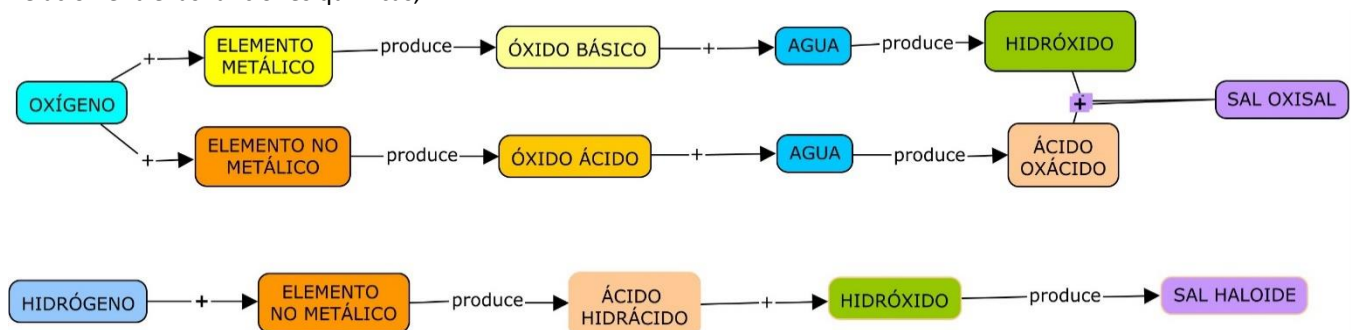 ELEMENTO
METÁLICO
produce
ÓXIDO BÁSICO
+
AGUA
produce
HIDRÓXIDO
OXÍGENO
+
+
SAL OXISAL
+
ELEMENTO NO
METÁLICO
produce
ÓXIDO ÁCIDO
+
AGUA
produce
ÁCIDO
OXÁCIDO
HIDRÓGENO
+
ELEMENTO
NO METÁLICO
produce
ÁCIDO
HIDRÁCIDO
+
HIDRÓXIDO
produce
SAL HALOIDE